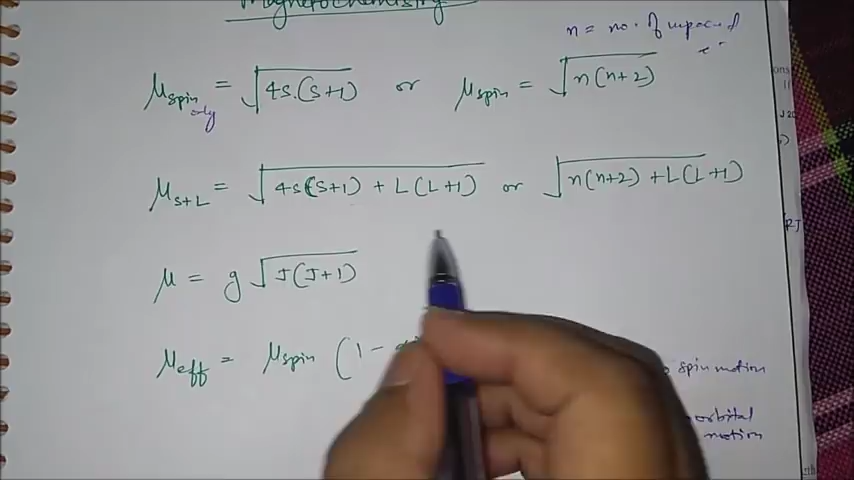 Magnetochemistry
n = no. of unpaired e⁻
μspin only = √4s.(s+1) or μspin = √n(n+2)
μs+L = √4s(s+1) + L(L+1) or √n(n+2) + L(L+1)
μ = g √J(J+1)
μeff = μspin (1 -
spin motion
orbital
motion